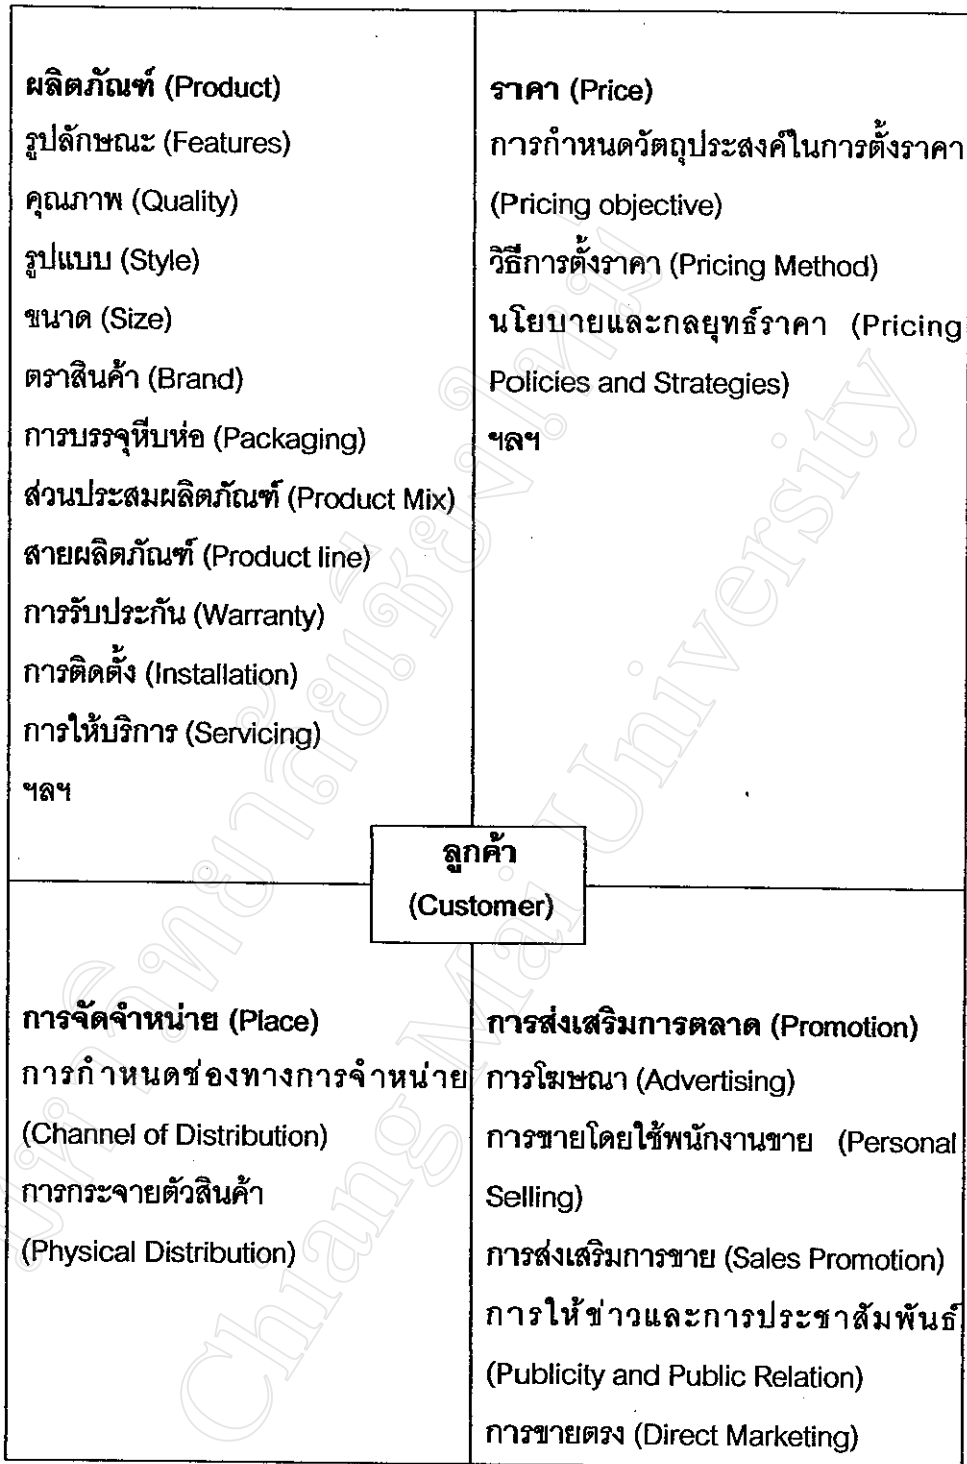 ผลิตภัณฑ์ (Product)
รูปลักษณะ (Features)
คุณภาพ (Quality)
รูปแบบ (Style)
ขนาด (Size)
ตราสินค้า (Brand)
การบรรจุหีบห่อ (Packaging)
ส่วนประสมผลิตภัณฑ์ (Product Mix)
สายผลิตภัณฑ์ (Product line)
การรับประกัน (Warranty)
การติดตั้ง (Installation)
การให้บริการ (Servicing)
ฯลฯ
ราคา (Price)
การกำหนดวัตถุประสงค์ในการตั้งราคา
(Pricing objective)
วิธีการตั้งราคา (Pricing Method)
นโยบายและกลยุทธ์ราคา (Pricing
Policies and Strategies)
ฯลฯ
ลูกค้า
(Customer)
การจัดจำหน่าย (Place)
การกำหนดช่องทางการจำหน่าย
(Channel of Distribution)
การกระจายตัวสินค้า
(Physical Distribution)
การส่งเสริมการตลาด (Promotion)
การโฆษณา (Advertising)
การขายโดยใช้พนักงานขาย (Personal
Selling)
การส่งเสริมการขาย (Sales Promotion)
การให้ข่าวและการประชาสัมพันธ์
(Publicity and Public Relation)
การขายตรง (Direct Marketing)
Chiang Mai University